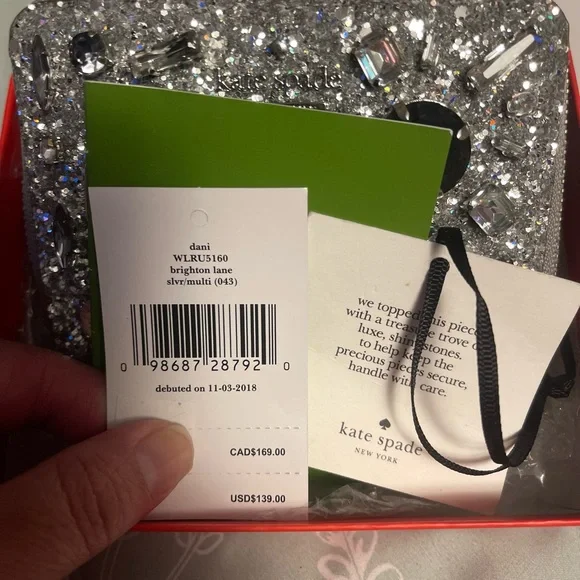 kate spade
dani
WLRU5160
brighton lane
slvr/multi (043)
0 98687 28792 0
debuted on 11-03-2018
CAD$169.00
USD$139.00
we topped this piece
with a treasure trove of
luxe, shiny stones.
to help keep the
precious pieces secure,
handle with care.
kate spade
NEW YORK